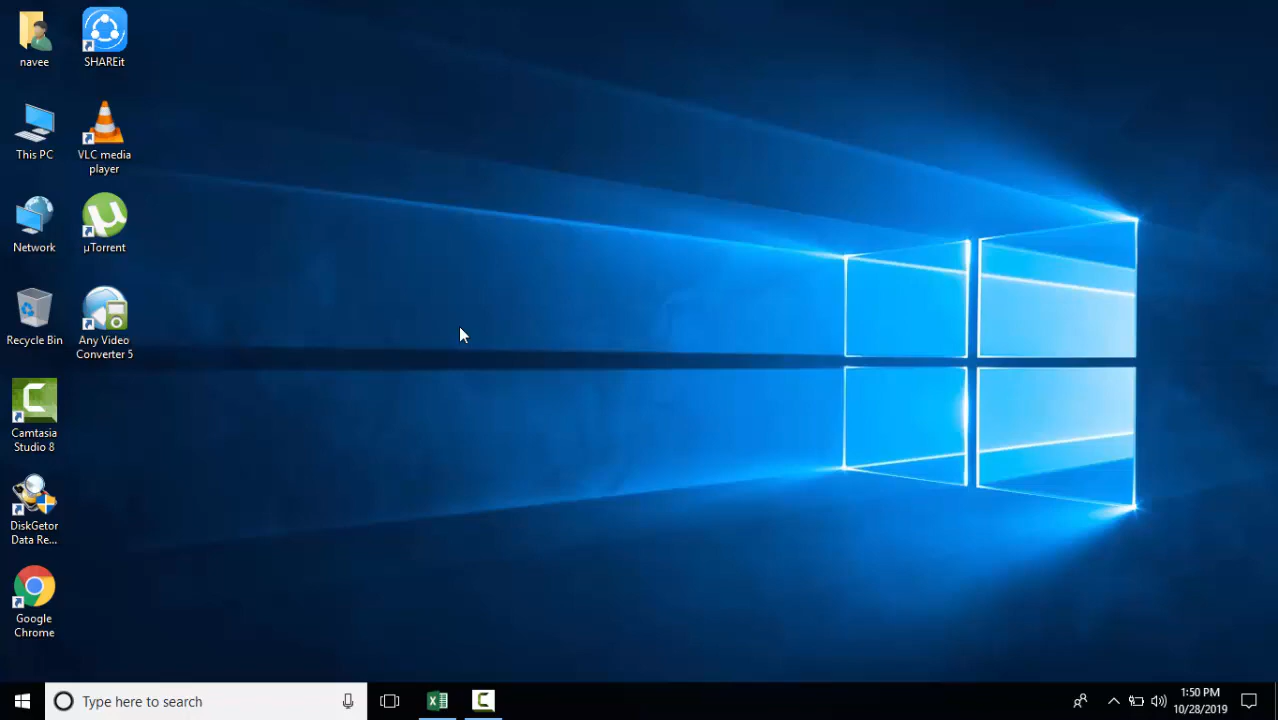 navee
SHAREit
This PC
VLC media
player
Network
µTorrent
Recycle Bin
Any Video
Converter 5
Camtasia
Studio 8
DiskGetor
Data Re...
Google
Chrome
Type here to search
1:50 PM
10/28/2019